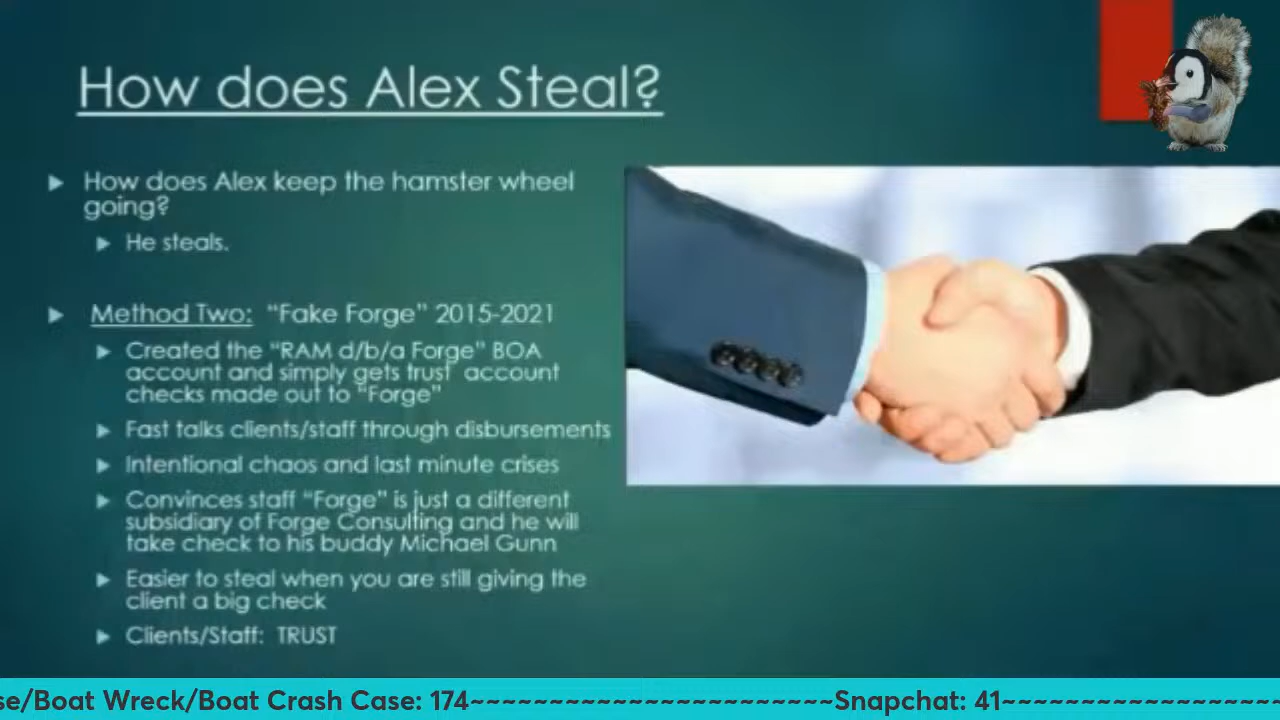 How does Alex Steal?
How does Alex keep the hamster wheel
going?
He steals.
Method Two: “Fake Forge” 2015-2021
Created the “RAM d/b/a Forge” BOA
account and simply gets trust account
checks made out to “Forge”
Fast talks clients/staff through disbursements
Intentional chaos and last minute crises
Convinces staff “Forge” is just a different
subsidiary of Forge Consulting and he will
take check to his buddy Michael Gunn
Easier to steal when you are still giving the
client a big check
Clients/Staff: TRUST
se/Boat Wreck/Boat Crash Case: 174~~~~~~~~~~~~~~~~~~~~~~~Snapchat: 41~~~~~~~~~~~~~~~~~~